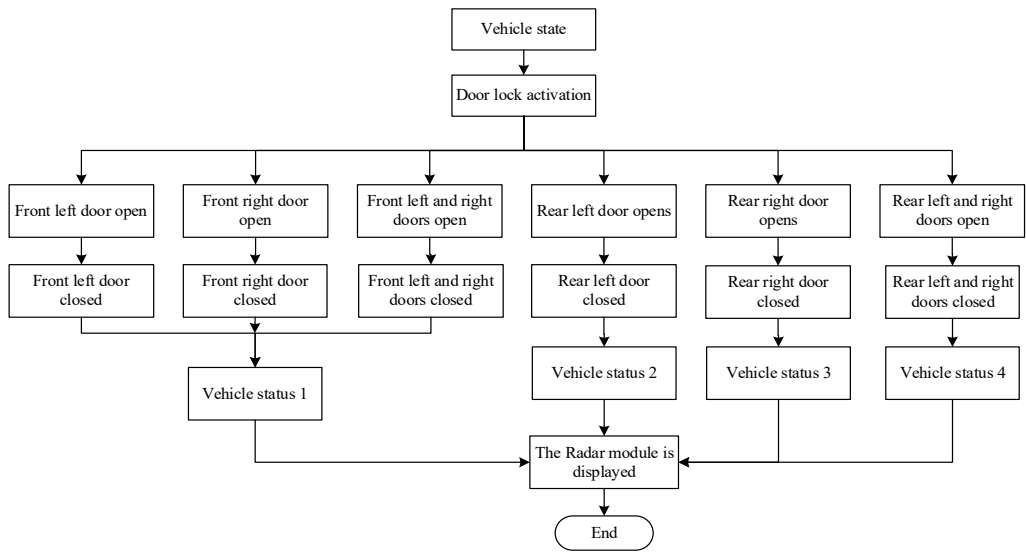 Vehicle state
Door lock activation
Front left door open
Front right door
open
Front left and right
doors open
Rear left door opens
Rear right door
opens
Rear left and right
doors open
Front left door
closed
Front right door
closed
Front left and right
doors closed
Rear left door
closed
Rear right door
closed
Rear left and right
doors closed
Vehicle status 1
Vehicle status 2
Vehicle status 3
Vehicle status 4
The Radar module is
displayed
End